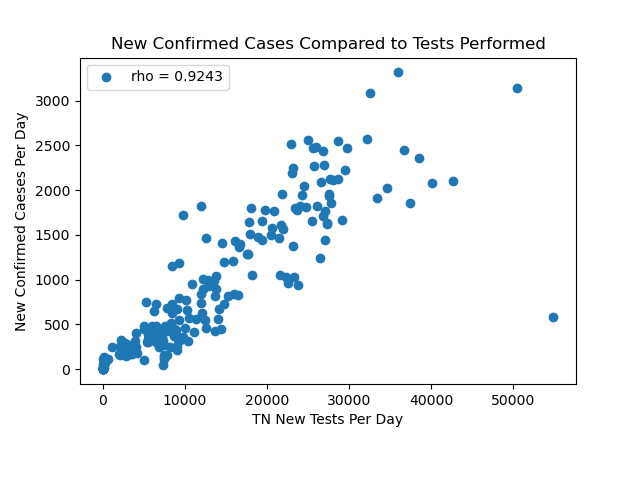 New Confirmed Cases Compared to Tests Performed
rho = 0.9243
New Confirmed Caeses Per Day
3000
2500
2000
1500
1000
500
0
0 10000 20000 30000 40000 50000
TN New Tests Per Day